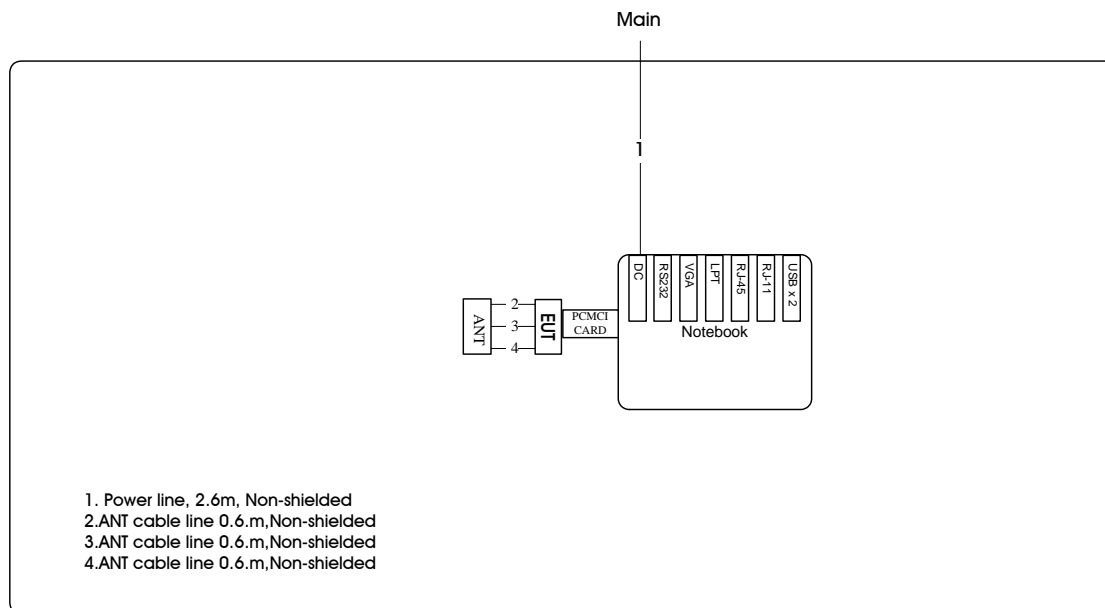 Main
1
DC
RS232
VGA
LPT
RJ-45
RJ-11
USB x 2
Notebook
ANT
2
3
4
EUT
PCMCI
CARD
1. Power line, 2.6m, Non-shielded
2.ANT cable line 0.6.m,Non-shielded
3.ANT cable line 0.6.m,Non-shielded
4.ANT cable line 0.6.m,Non-shielded